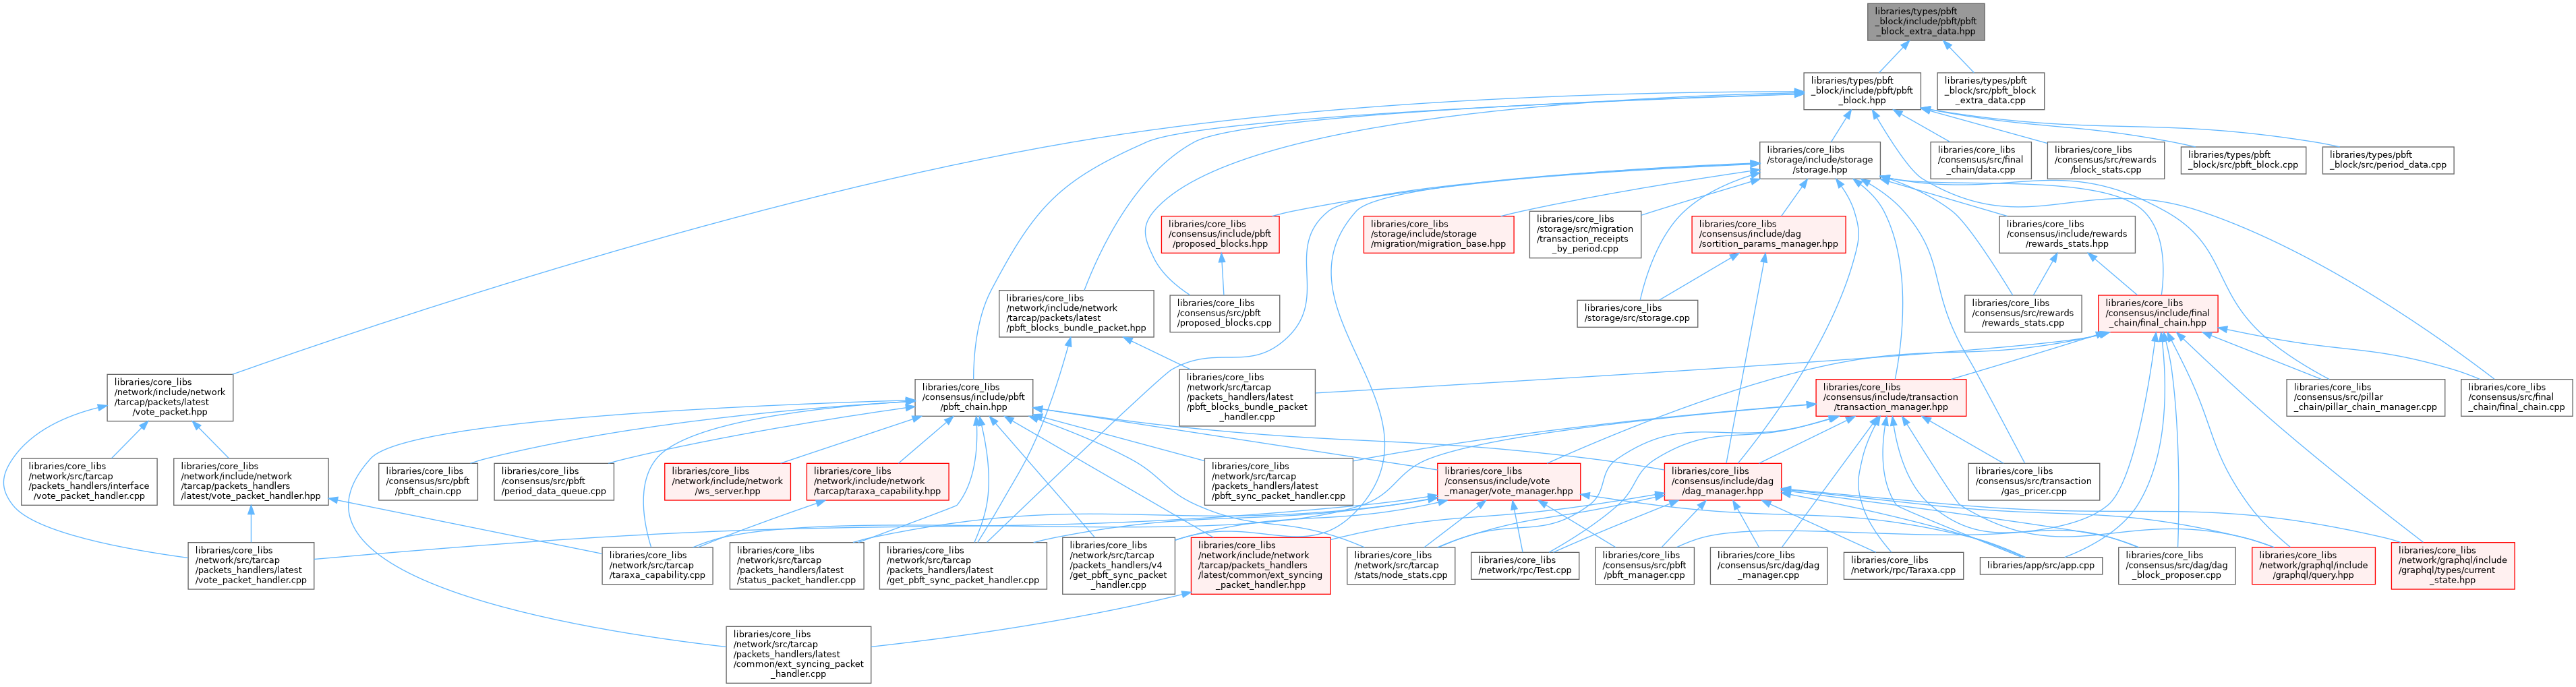 libraries/types/pbft
_block/include/pbft/pbft
_block_extra_data.hpp
libraries/types/pbft
_block/include/pbft/pbft
_block.hpp
libraries/types/pbft
_block/src/pbft_block
_extra_data.cpp
libraries/core_libs
/storage/include/storage
/storage.hpp
libraries/core_libs
/consensus/src/final
_chain/data.cpp
libraries/core_libs
/consensus/src/rewards
/block_stats.cpp
libraries/types/pbft
_block/src/pbft_block.cpp
libraries/types/pbft
_block/src/period_data.cpp
libraries/core_libs
/consensus/include/pbft
/proposed_blocks.hpp
libraries/core_libs
/storage/include/storage
/migration/migration_base.hpp
libraries/core_libs
/storage/src/migration
/transaction_receipts
_by_period.cpp
libraries/core_libs
/consensus/include/dag
/sortition_params_manager.hpp
libraries/core_libs
/consensus/include/rewards
/rewards_stats.hpp
libraries/core_libs
/network/include/network
/tarcap/packets/latest
/pbft_blocks_bundle_packet.hpp
libraries/core_libs
/consensus/src/pbft
/proposed_blocks.cpp
libraries/core_libs
/storage/src/storage.cpp
libraries/core_libs
/consensus/src/rewards
/rewards_stats.cpp
libraries/core_libs
/consensus/include/final
_chain/final_chain.hpp
libraries/core_libs
/network/include/network
/tarcap/packets/latest
/vote_packet.hpp
libraries/core_libs
/consensus/include/pbft
/pbft_chain.hpp
libraries/core_libs
/network/src/tarcap
/packets_handlers/latest
/pbft_blocks_bundle_packet
_handler.cpp
libraries/core_libs
/consensus/include/transaction
/transaction_manager.hpp
libraries/core_libs
/consensus/src/pillar
_chain/pillar_chain_manager.cpp
libraries/core_libs
/consensus/src/final
_chain/final_chain.cpp
libraries/core_libs
/network/src/tarcap
/packets_handlers/interface
/vote_packet_handler.cpp
libraries/core_libs
/network/include/network
/tarcap/packets_handlers
/latest/vote_packet_handler.hpp
libraries/core_libs
/consensus/src/pbft
/pbft_chain.cpp
libraries/core_libs
/consensus/src/pbft
/period_data_queue.cpp
libraries/core_libs
/network/include/network
/ws_server.hpp
libraries/core_libs
/network/include/network
/tarcap/taraxa_capability.hpp
libraries/core_libs
/network/src/tarcap
/packets_handlers/latest
/pbft_sync_packet_handler.cpp
libraries/core_libs
/consensus/include/vote
_manager/vote_manager.hpp
libraries/core_libs
/consensus/include/dag
/dag_manager.hpp
libraries/core_libs
/consensus/src/transaction
/gas_pricer.cpp
libraries/core_libs
/network/src/tarcap
/packets_handlers/latest
/vote_packet_handler.cpp
libraries/core_libs
/network/src/tarcap
/taraxa_capability.cpp
libraries/core_libs
/network/src/tarcap
/packets_handlers/latest
/status_packet_handler.cpp
libraries/core_libs
/network/src/tarcap
/packets_handlers/latest
/get_pbft_sync_packet_handler.cpp
libraries/core_libs
/network/src/tarcap
/packets_handlers/v4
/get_pbft_sync_packet
_handler.cpp
libraries/core_libs
/network/include/network
/tarcap/packets_handlers
/latest/common/ext_syncing
_packet_handler.hpp
libraries/core_libs
/network/src/tarcap
/stats/node_stats.cpp
libraries/core_libs
/network/rpc/Test.cpp
libraries/core_libs
/consensus/src/pbft
/pbft_manager.cpp
libraries/core_libs
/consensus/src/dag/dag
_manager.cpp
libraries/core_libs
/network/rpc/Taraxa.cpp
libraries/app/src/app.cpp
libraries/core_libs
/consensus/src/dag/dag
_block_proposer.cpp
libraries/core_libs
/network/graphql/include
/graphql/query.hpp
libraries/core_libs
/network/graphql/include
/graphql/types/current
_state.hpp
libraries/core_libs
/network/src/tarcap
/packets_handlers/latest
/common/ext_syncing_packet
_handler.cpp